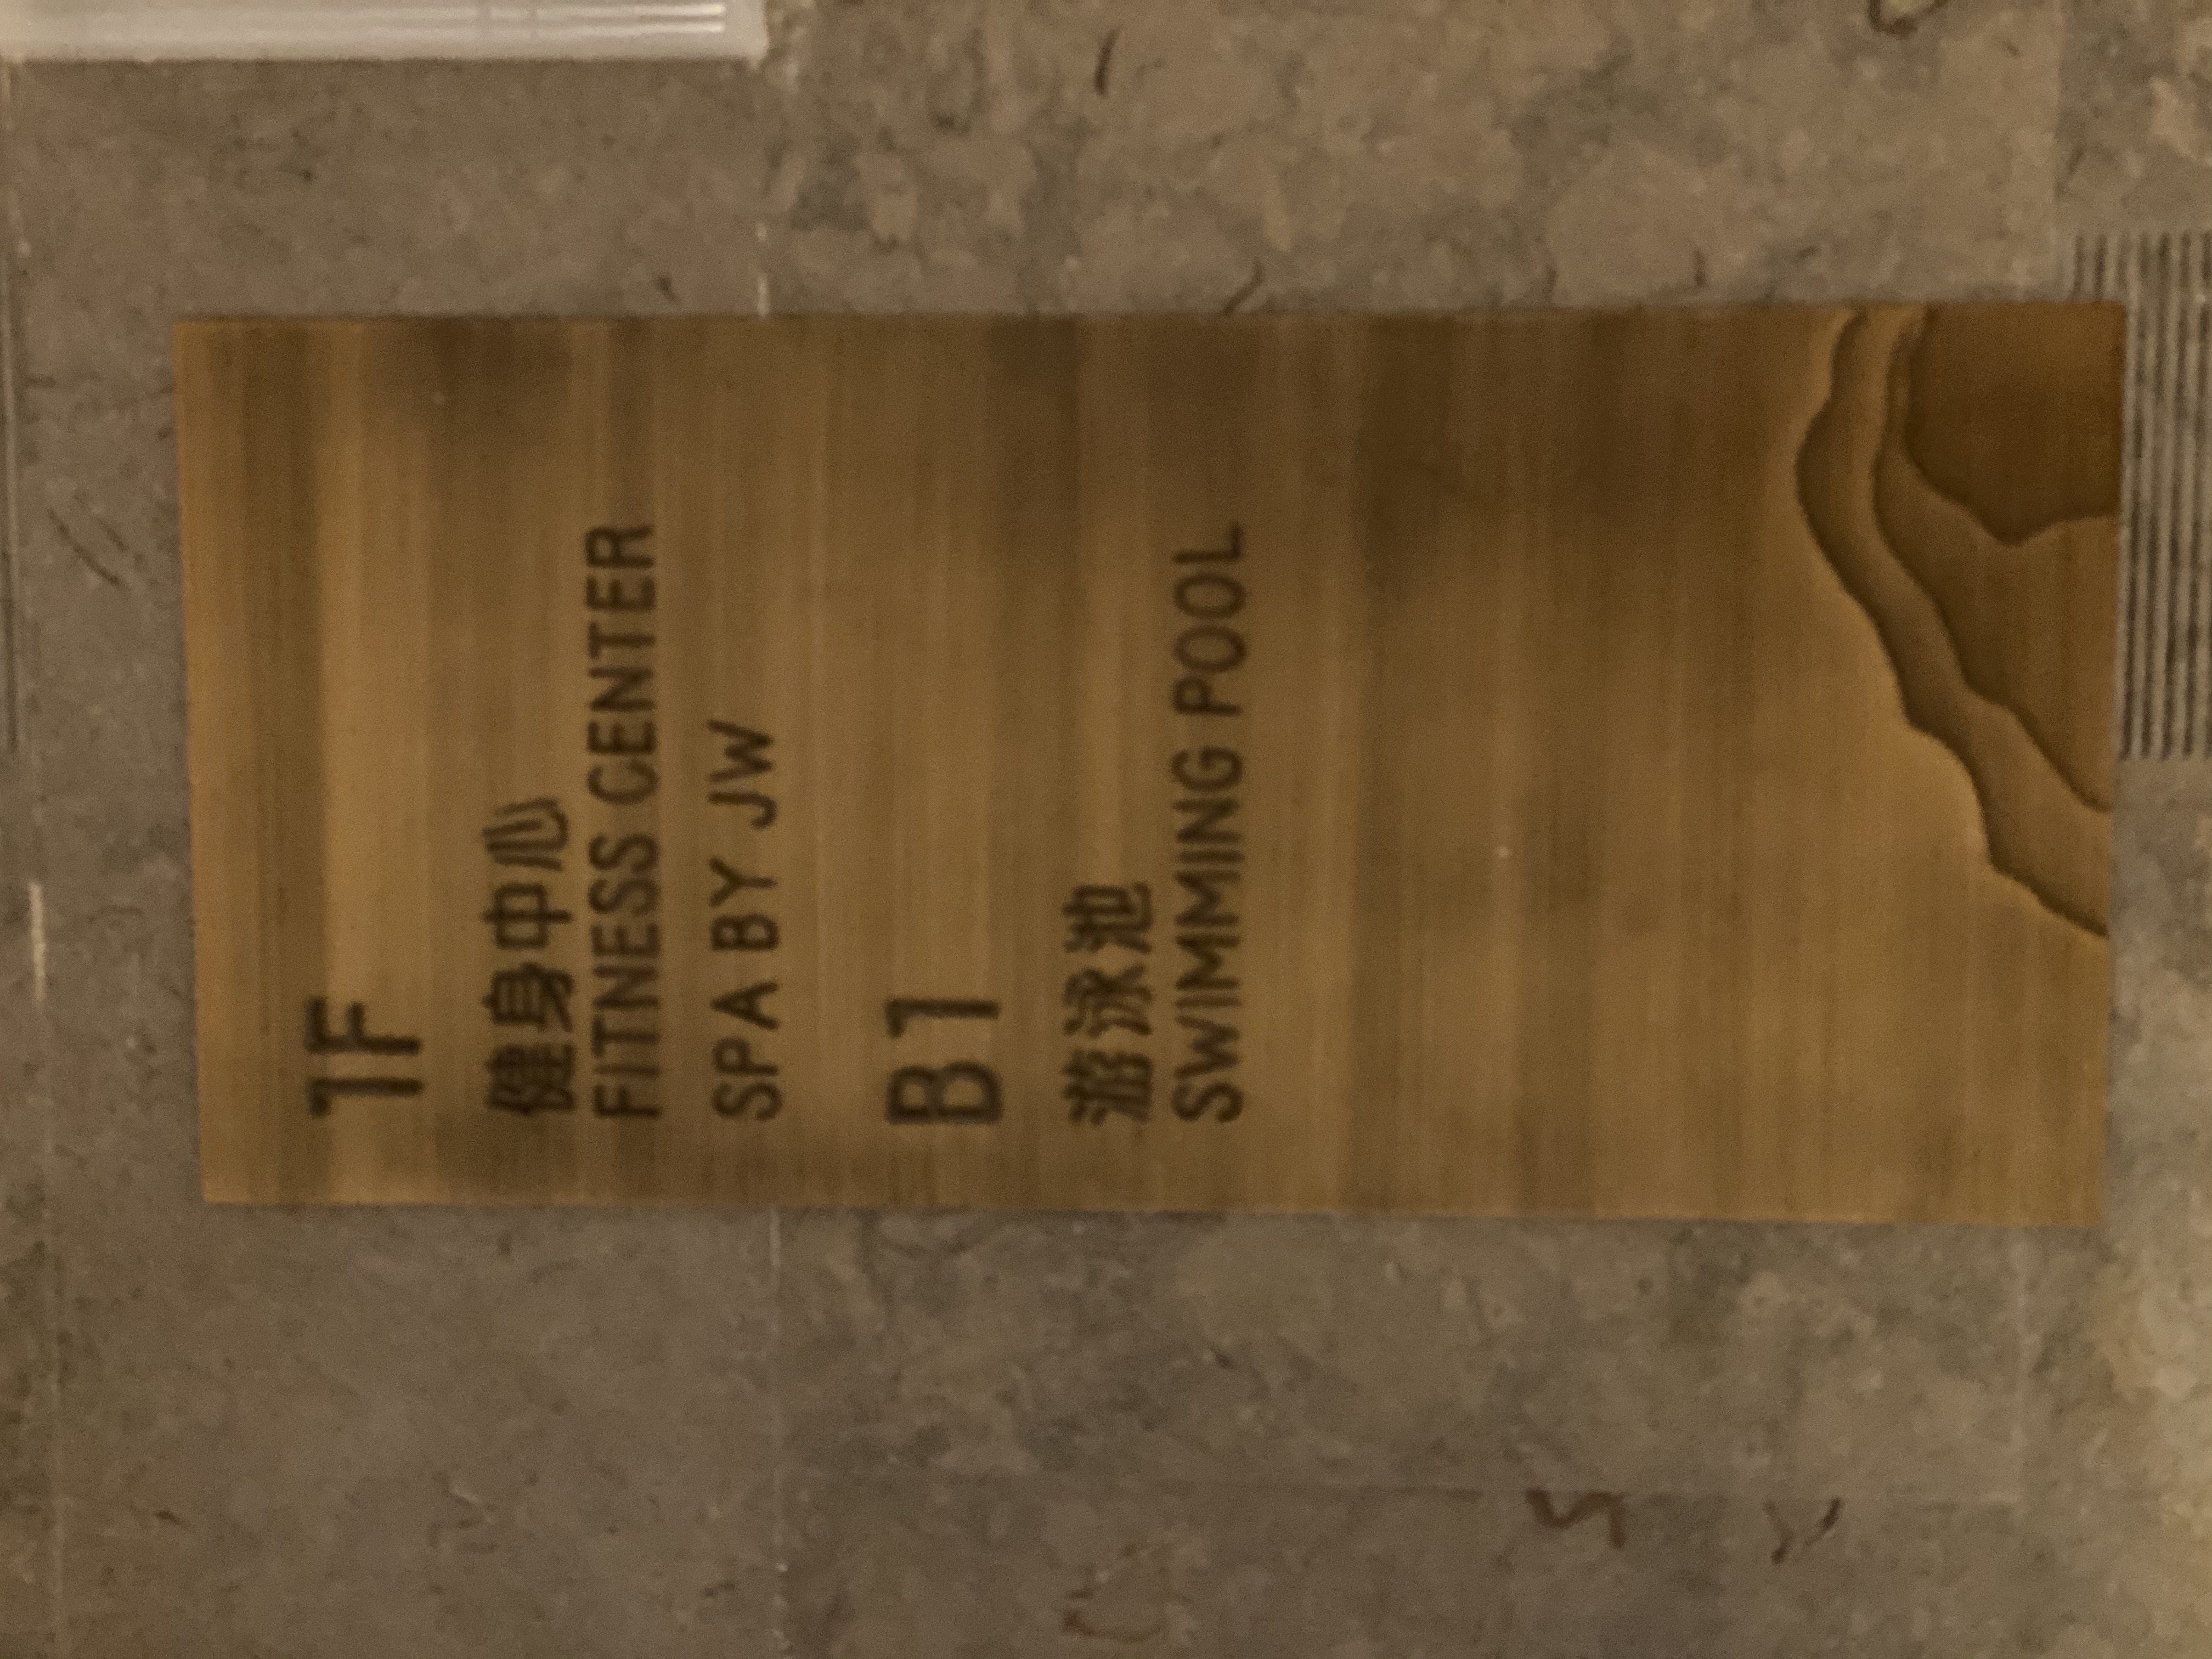 1F
健身中心
FITNESS CENTER
SPA BY JW
B1
游泳池
SWIMMING POOL